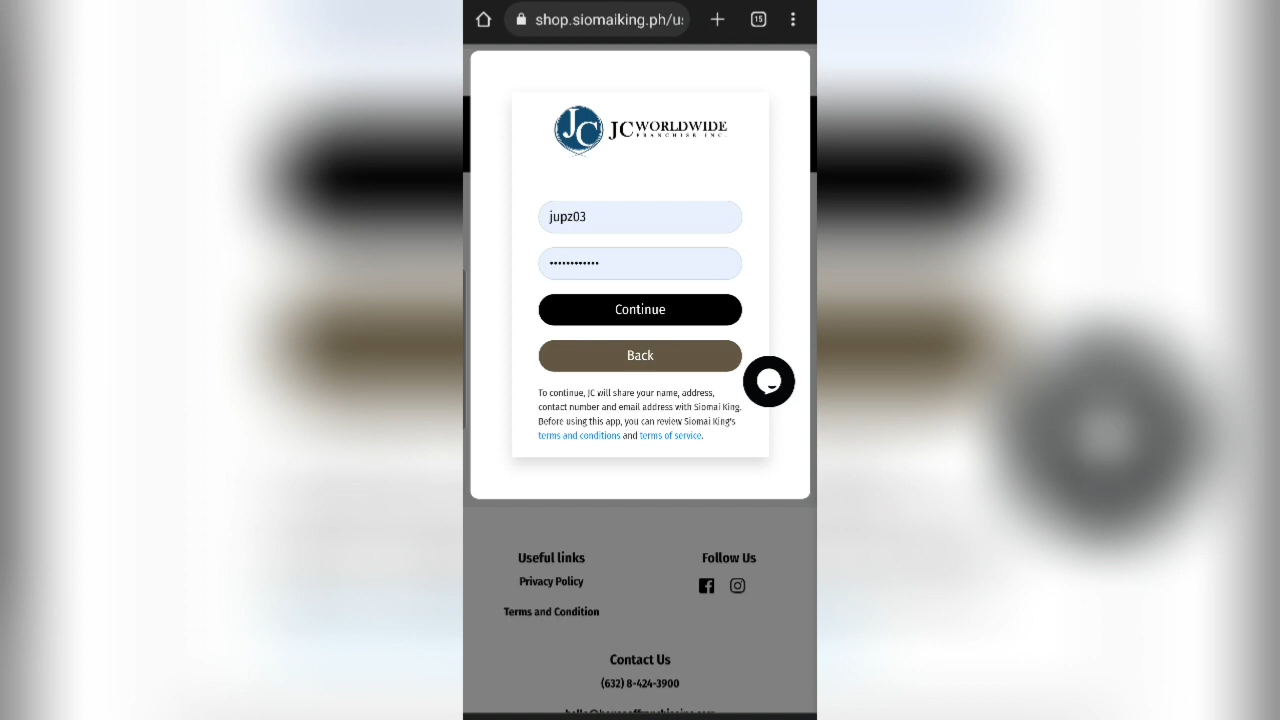 shop.siomaiking.ph/u
15
JC
JC WORLDWIDE
FRANCHISE INC.
jupz03
••••••••••••
Continue
Back
To continue, JC will share your name, address,
contact number and email address with Siomai King.
Before using this app, you can review Siomai King's
terms and conditions and terms of service.
Useful links
Follow Us
Privacy Policy
Terms and Condition
Contact Us
(632) 8-424-3900